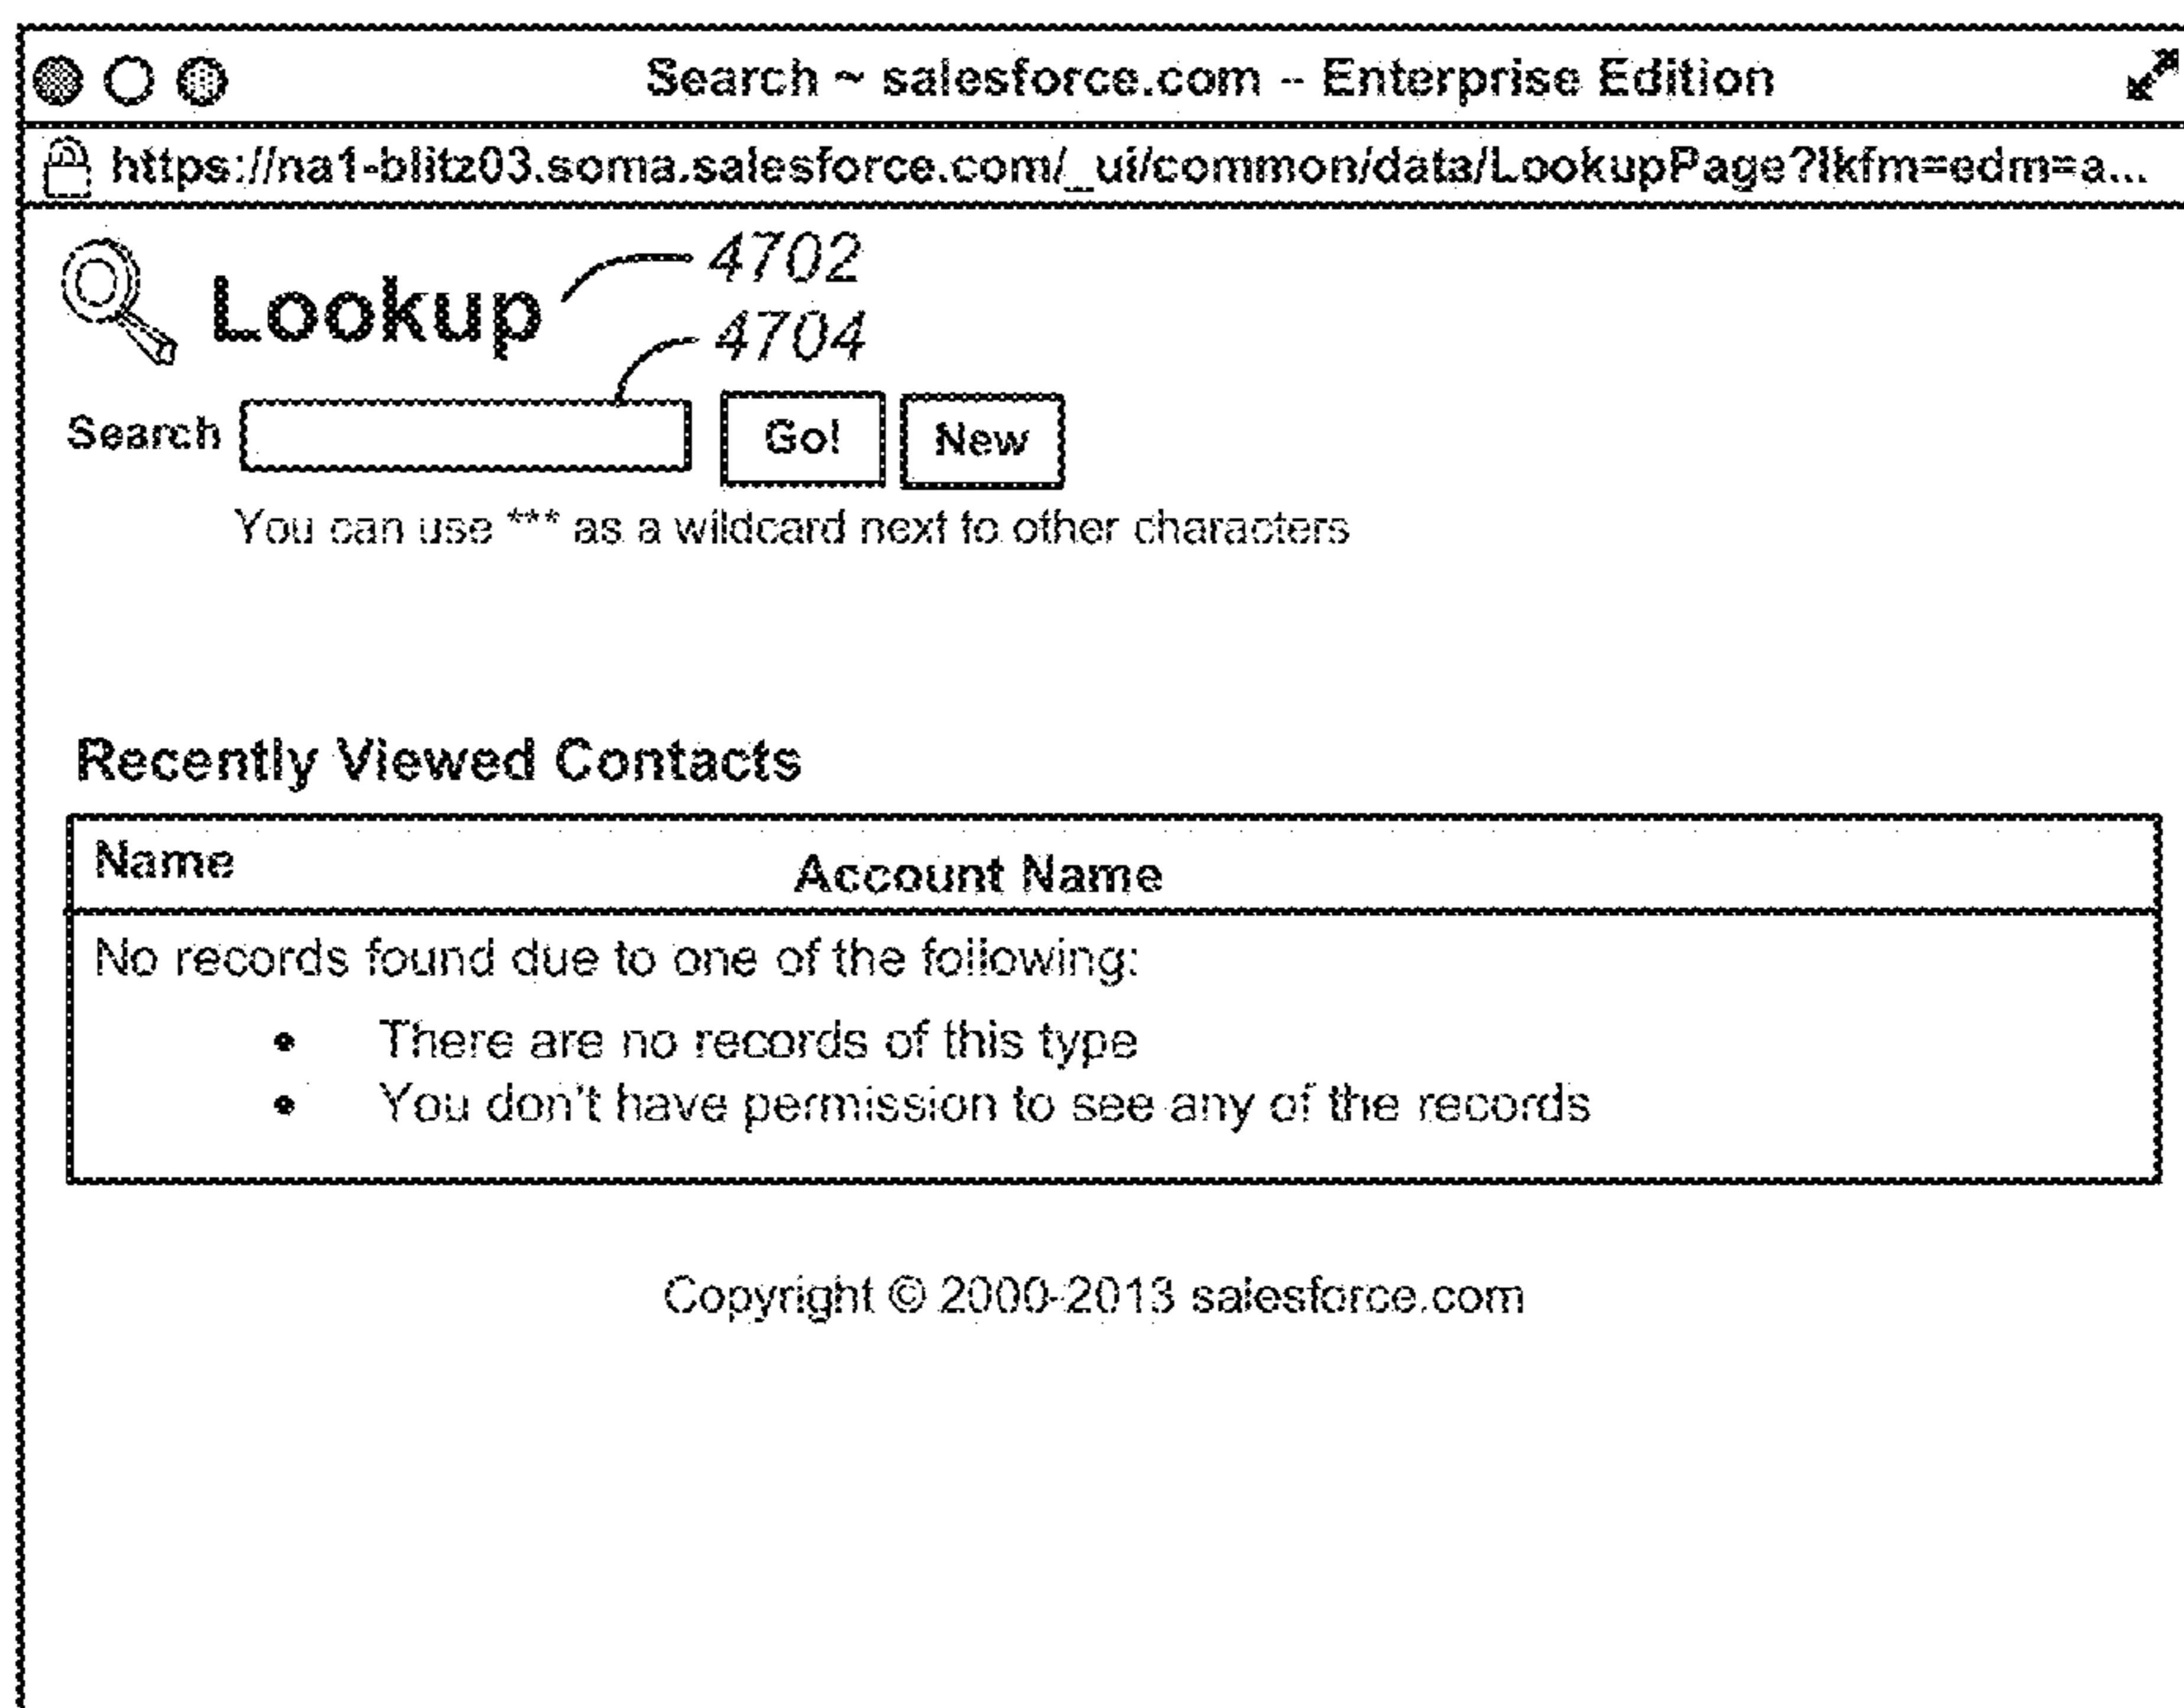 Search ~ salesforce.com -- Enterprise Edition
https://na1-blitz03.soma.salesforce.com/_ui/common/data/LookupPage?lkfm=edm=a...
Lookup 4702
4704
Search Go! New
You can use *** as a wildcard next to other characters
Recently Viewed Contacts
Name Account Name
No records found due to one of the following:
• There are no records of this type
• You don't have permission to see any of the records
Copyright © 2000-2013 salesforce.com